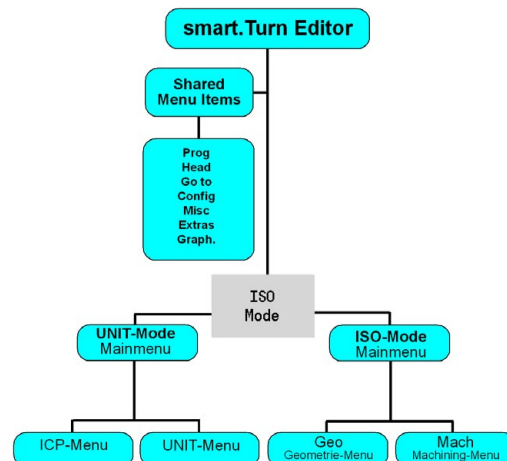 smart.Turn Editor
Shared
Menu Items
Prog
Head
Go to
Config
Misc
Extras
Graph.
ISO
Mode
UNIT-Mode
Mainmenu
ISO-Mode
Mainmenu
ICP-Menu
UNIT-Menu
Geo
Geometrie-Menu
Mach
Machining-Menu